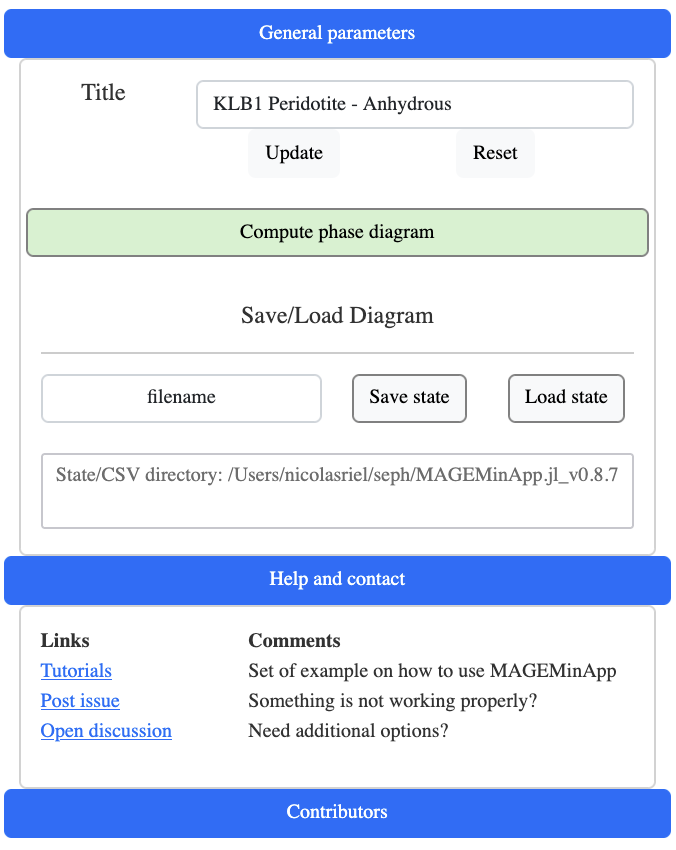 General parameters
Title
KLB1 Peridotite - Anhydrous
Update Reset
Compute phase diagram
Save/Load Diagram
filename Save state Load state
State/CSV directory: /Users/nicolasriel/seph/MAGEMinApp.jl_v0.8.7
Help and contact
Links Comments
Tutorials Set of example on how to use MAGEMinApp
Post issue Something is not working properly?
Open discussion Need additional options?
Contributors